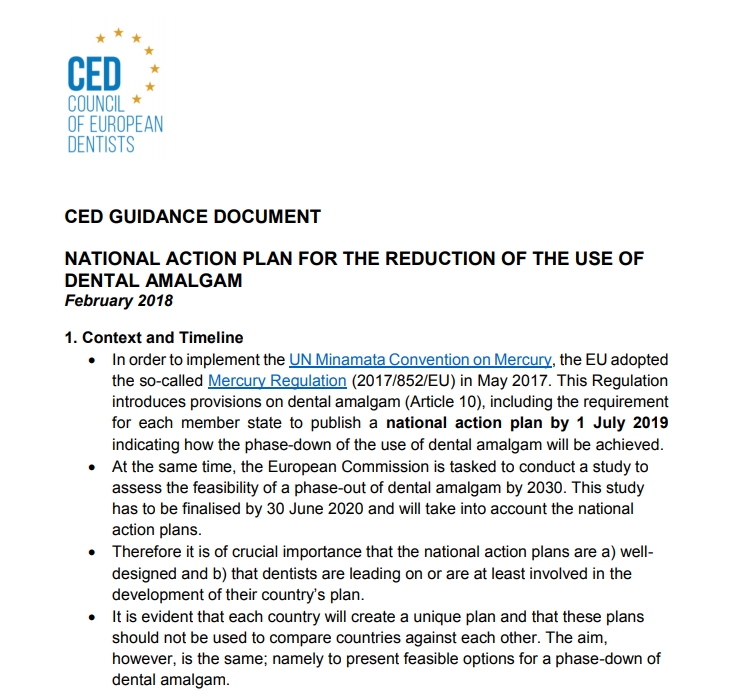 CED
COUNCIL
OF EUROPEAN
DENTISTS
CED GUIDANCE DOCUMENT
NATIONAL ACTION PLAN FOR THE REDUCTION OF THE USE OF
DENTAL AMALGAM
February 2018
1. Context and Timeline
• In order to implement the UN Minamata Convention on Mercury, the EU adopted
the so-called Mercury Regulation (2017/852/EU) in May 2017. This Regulation
introduces provisions on dental amalgam (Article 10), including the requirement
for each member state to publish a national action plan by 1 July 2019
indicating how the phase-down of the use of dental amalgam will be achieved.
• At the same time, the European Commission is tasked to conduct a study to
assess the feasibility of a phase-out of dental amalgam by 2030. This study
has to be finalised by 30 June 2020 and will take into account the national
action plans.
• Therefore it is of crucial importance that the national action plans are a) well-
designed and b) that dentists are leading on or are at least involved in the
development of their country's plan.
• It is evident that each country will create a unique plan and that these plans
should not be used to compare countries against each other. The aim,
however, is the same; namely to present feasible options for a phase-down of
dental amalgam.